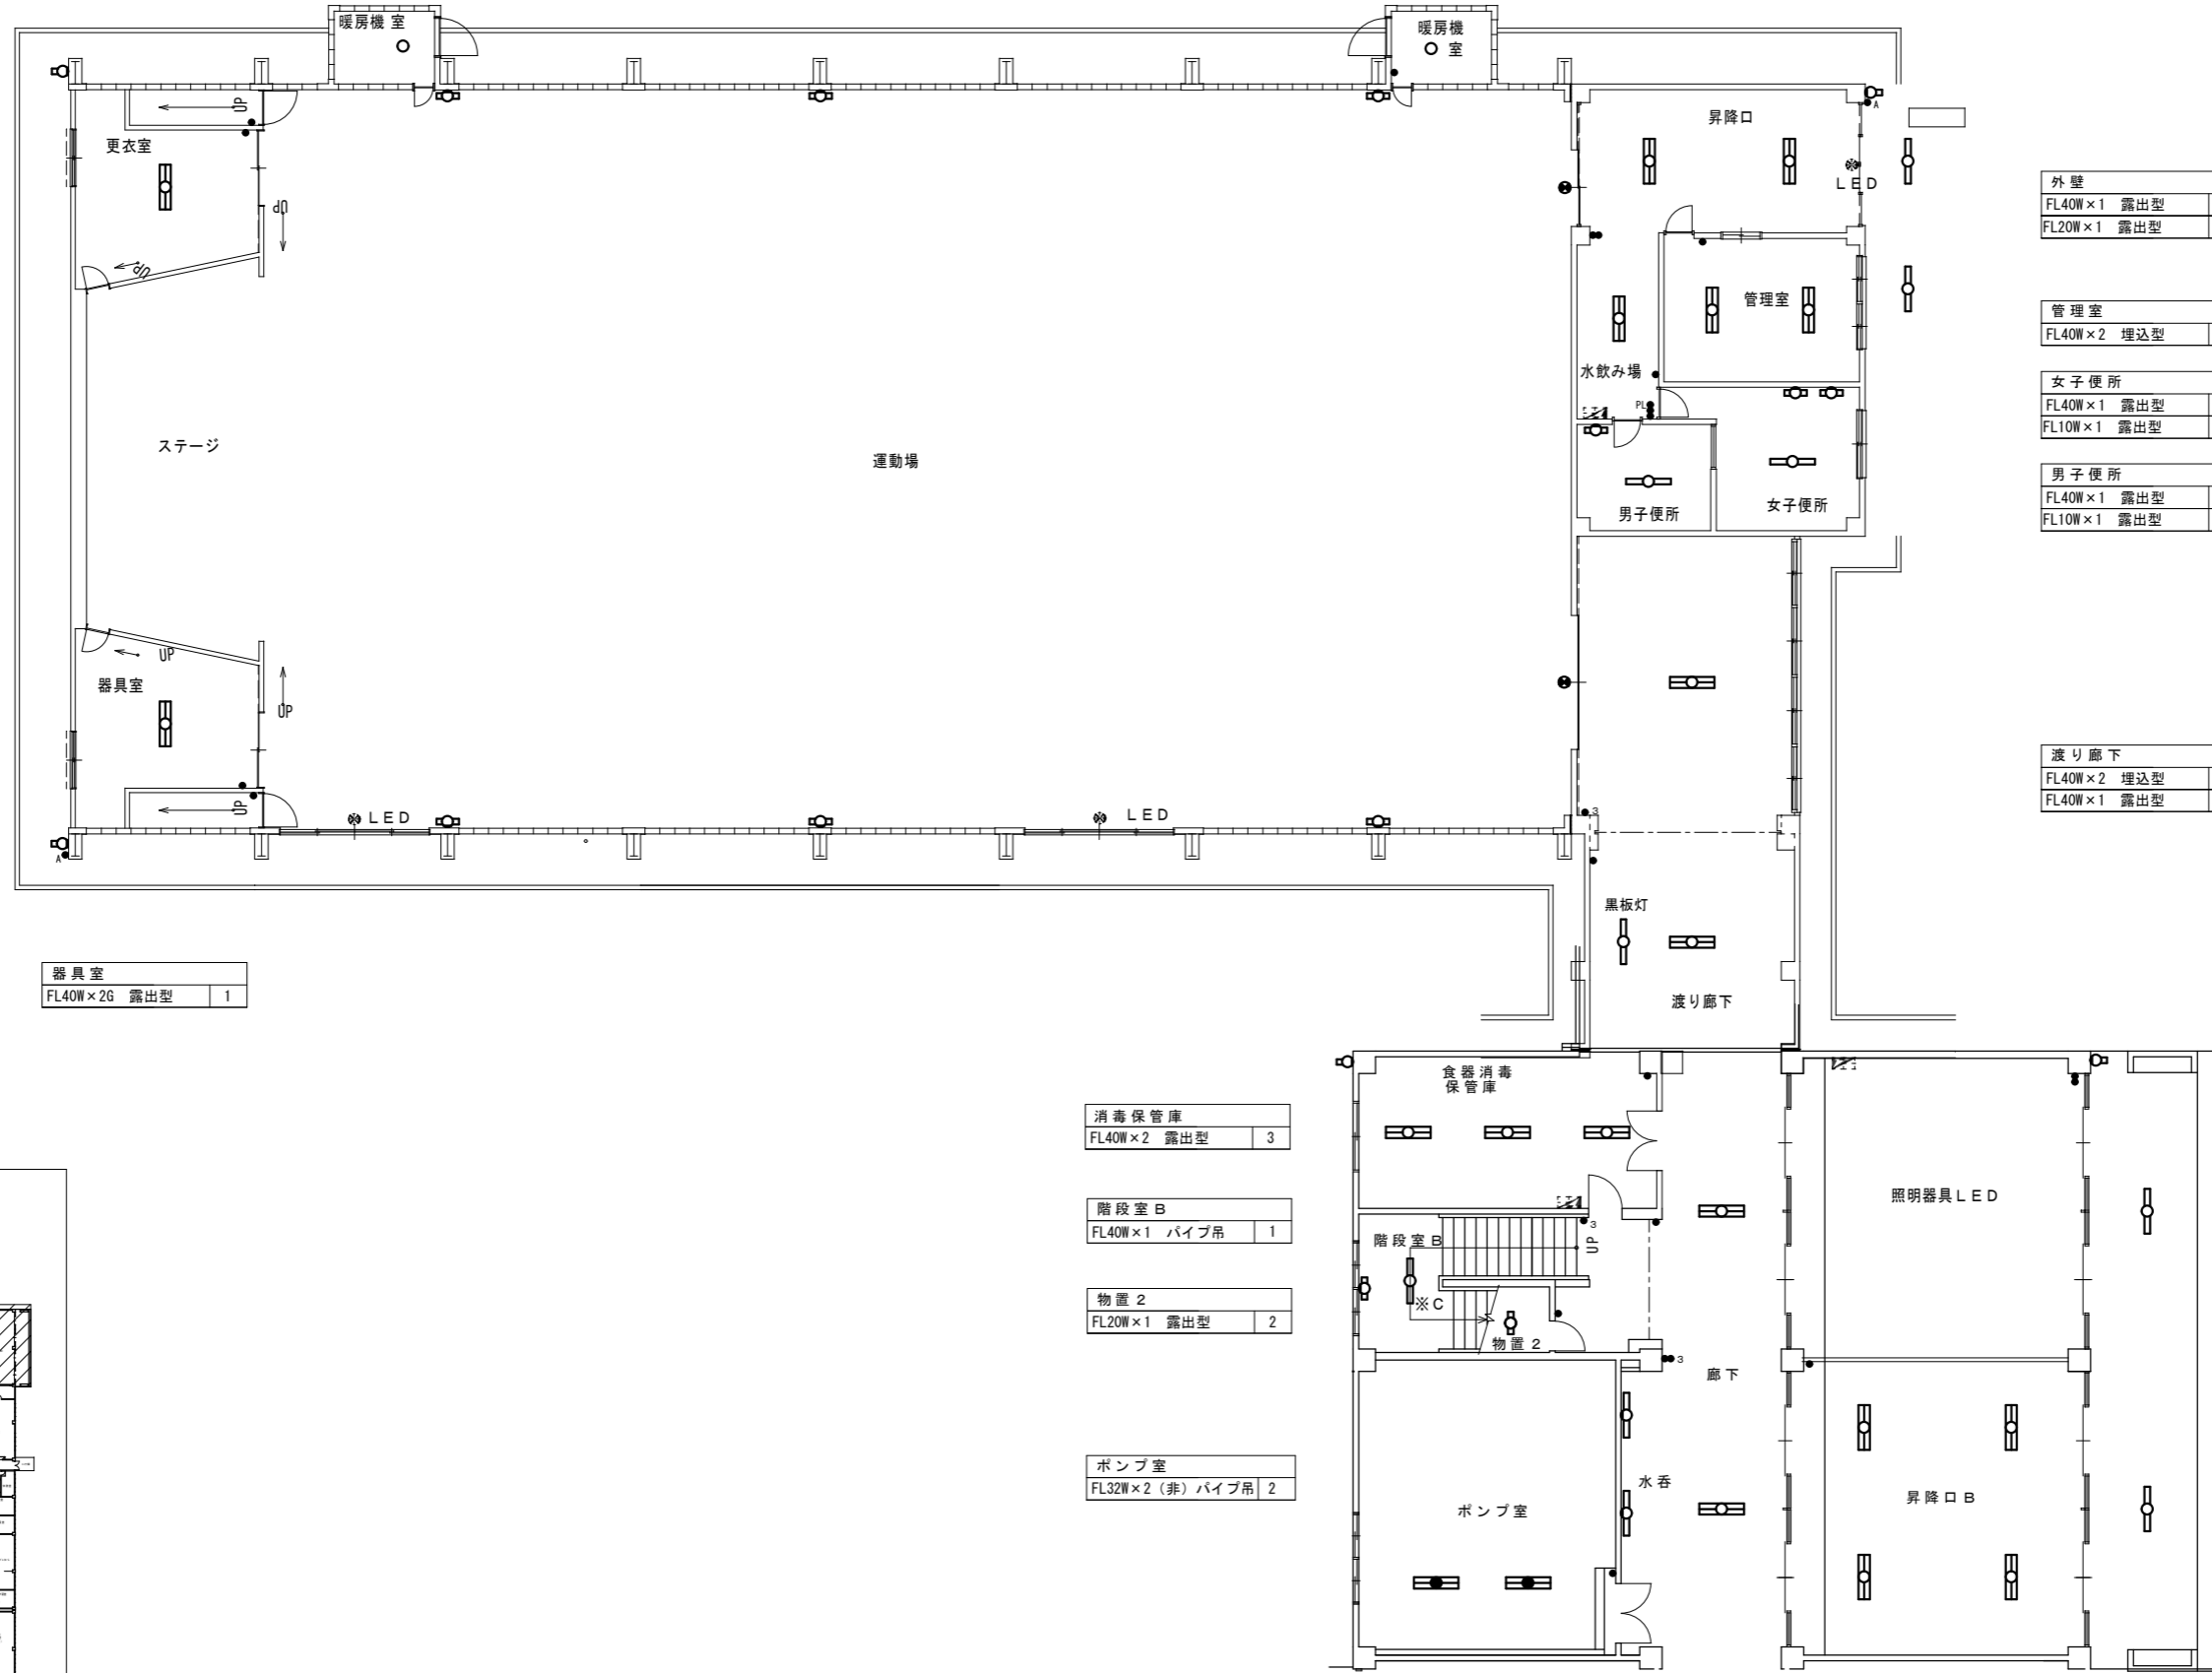 暖房機 室
暖房機
室
UP
更衣室
UP
UP
昇降口
A
LED
外壁
FL40W×1 露出型
FL20W×1 露出型
管理室
管理室
FL40W×2 埋込型
水飲み場
女子便所
FL40W×1 露出型
FL10W×1 露出型
PL
ステージ
運動場
男子便所
女子便所
男子便所
FL40W×1 露出型
FL10W×1 露出型
UP
器具室
UP
渡り廊下
FL40W×2 埋込型
FL40W×1 露出型
UP
LED
LED
3
A
黒板灯
器具室
FL40W×2G 露出型 1
渡り廊下
食器消毒
保管庫
消毒保管庫
FL40W×2 露出型 3
照明器具LED
階段室B
FL40W×1 パイプ吊 1
階段室B
UP
3
物置2
FL20W×1 露出型 2
※C
物置2
3
廊下
ポンプ室
FL32W×2(非)パイプ吊 2
水呑
ポンプ室
昇降口B